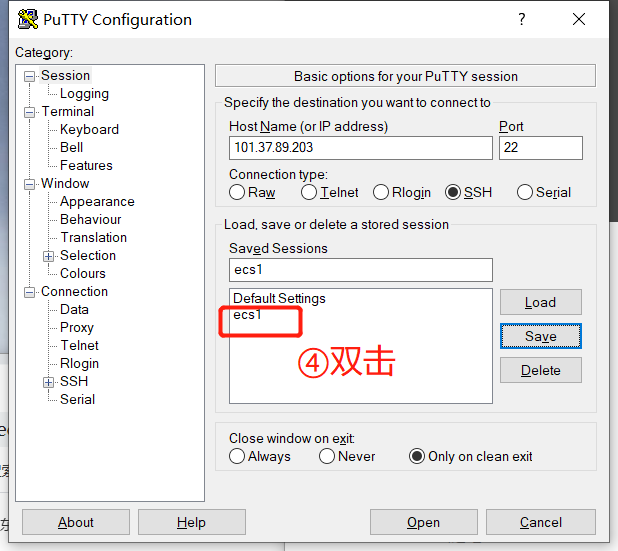 PuTTY Configuration
?
Category:
Session
Logging
Terminal
Keyboard
Bell
Features
Window
Appearance
Behaviour
Translation
Selection
Colours
Connection
Data
Proxy
Telnet
Rlogin
SSH
Serial
Basic options for your PuTTY session
Specify the destination you want to connect to
Host Name (or IP address) Port
101.37.89.203 22
Connection type:
Raw Telnet Rlogin SSH Serial
Load, save or delete a stored session
Saved Sessions
ecs1
Default Settings
ecs1
Load
Save
Delete
④双击
Close window on exit:
Always Never Only on clean exit
About Help Open Cancel